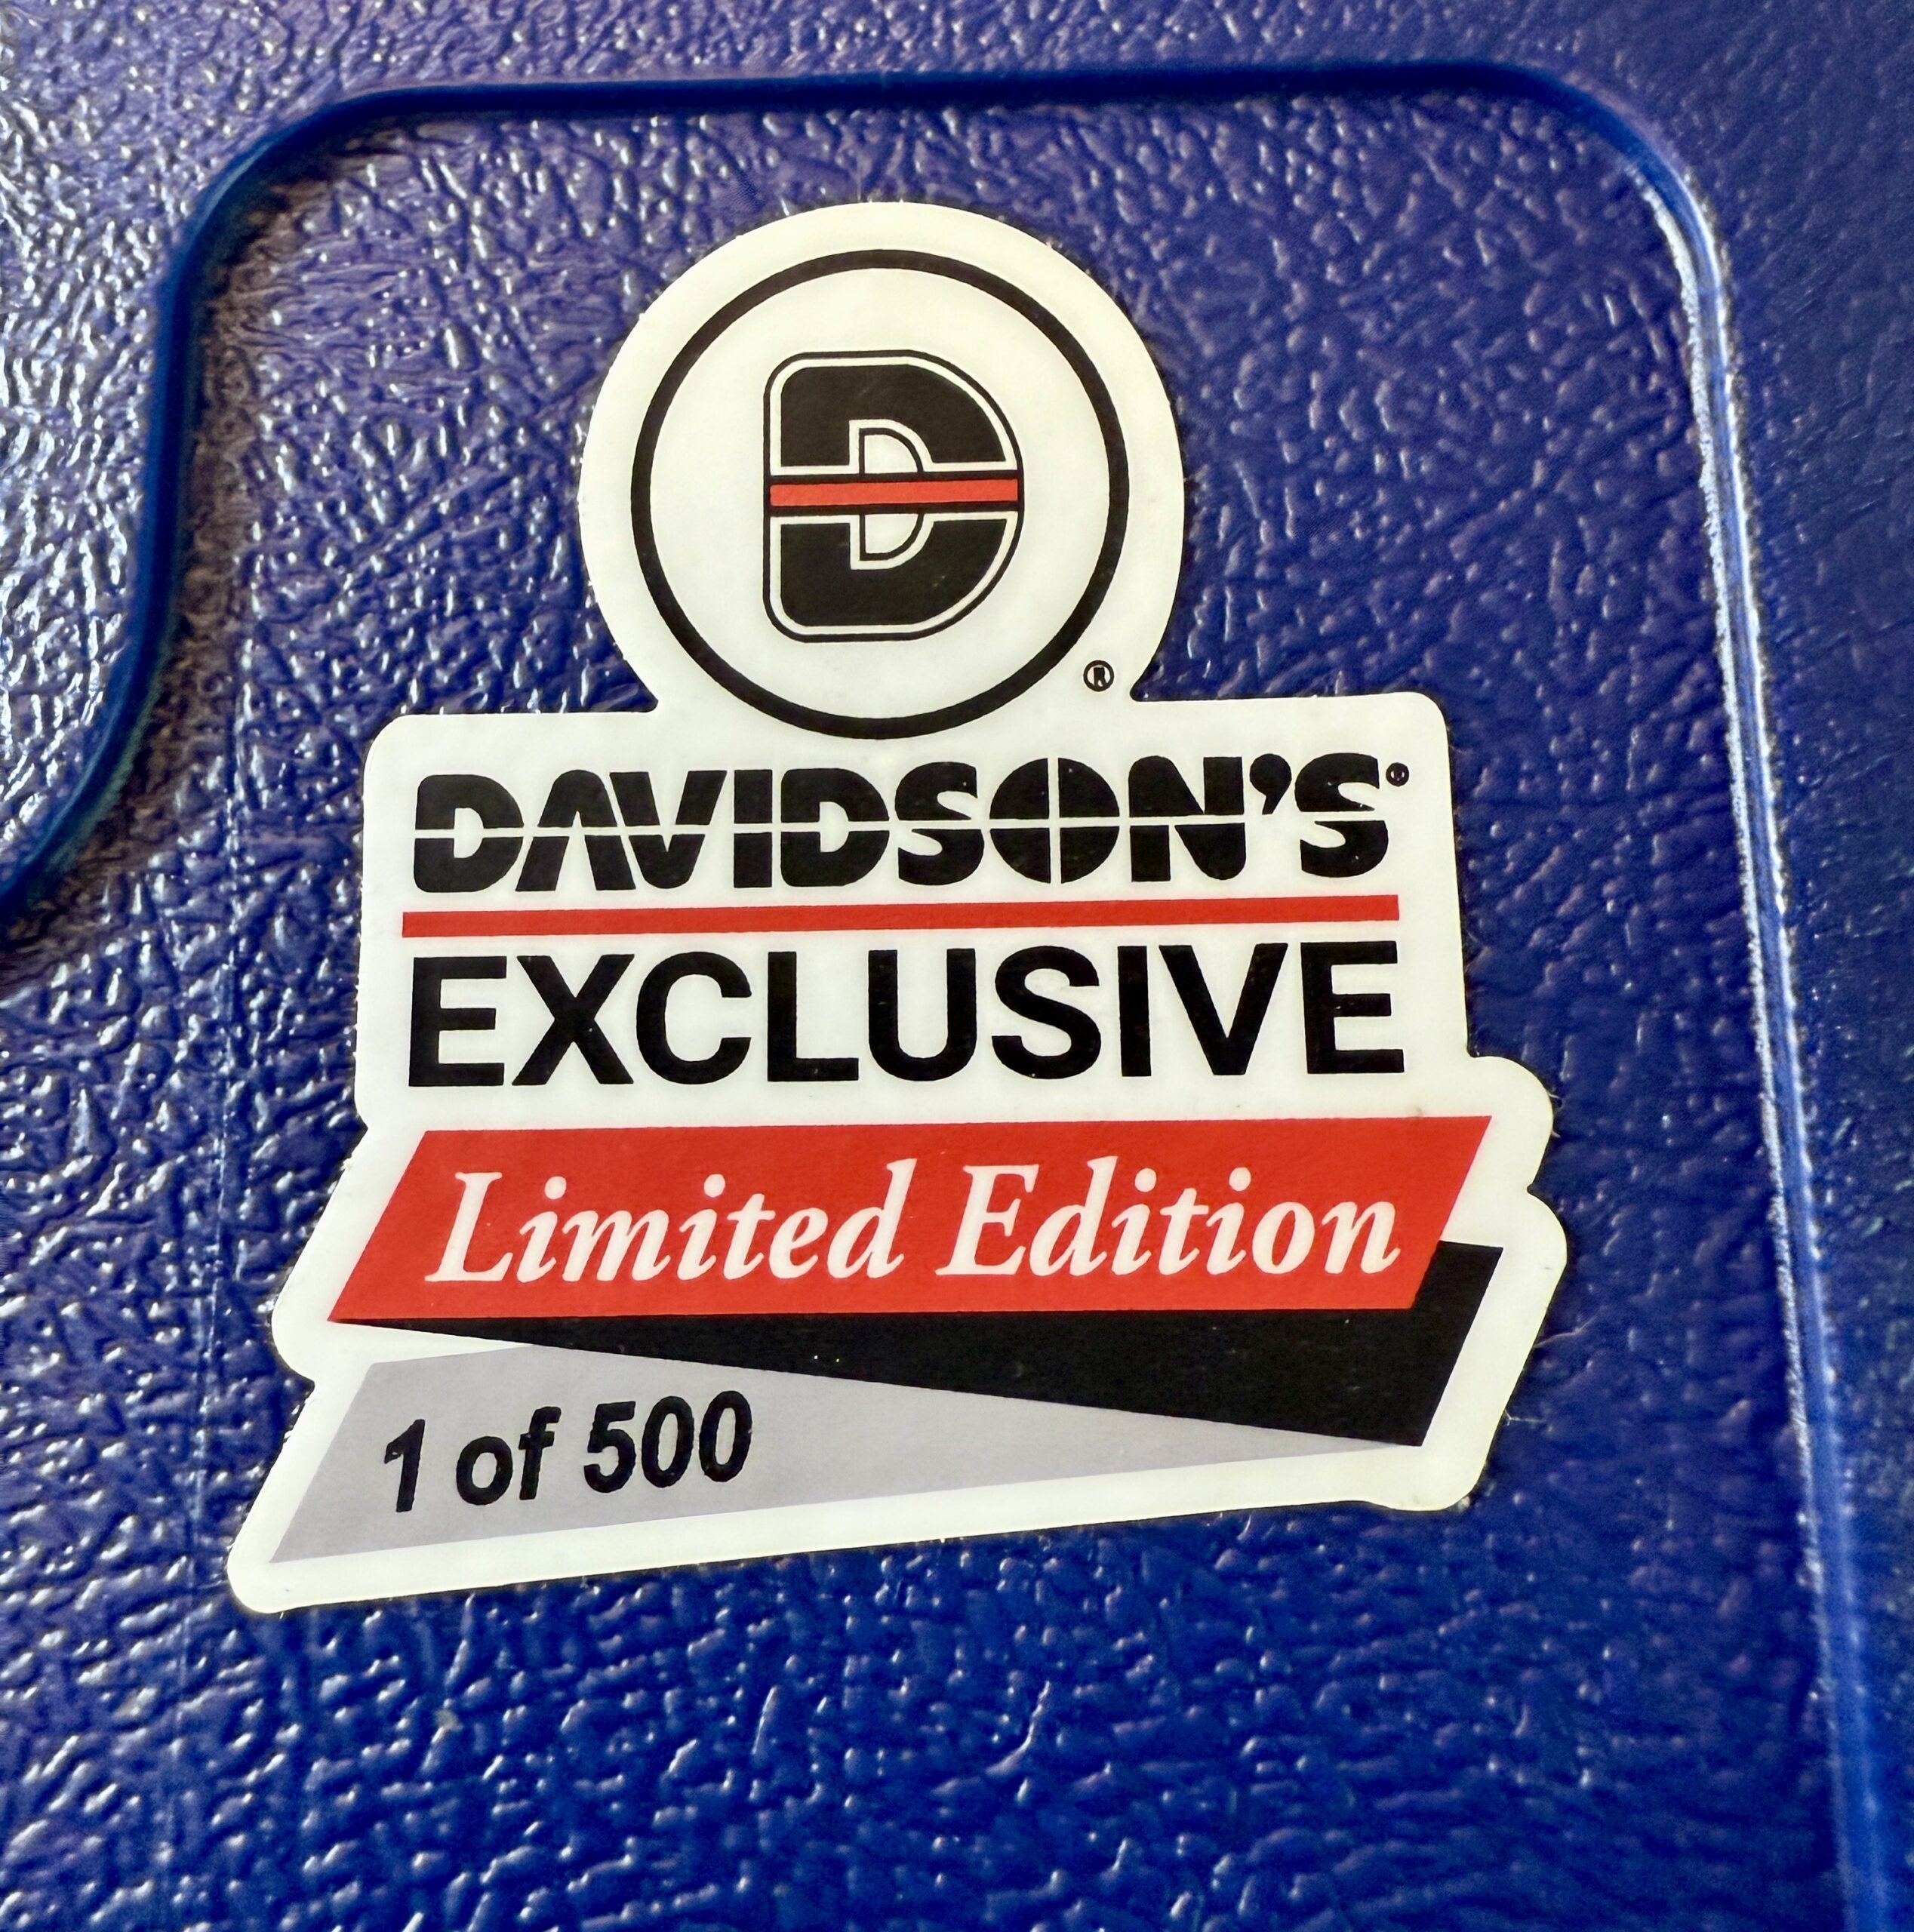 D
®
DAVIDSON'S®
EXCLUSIVE
Limited Edition
1 of 500